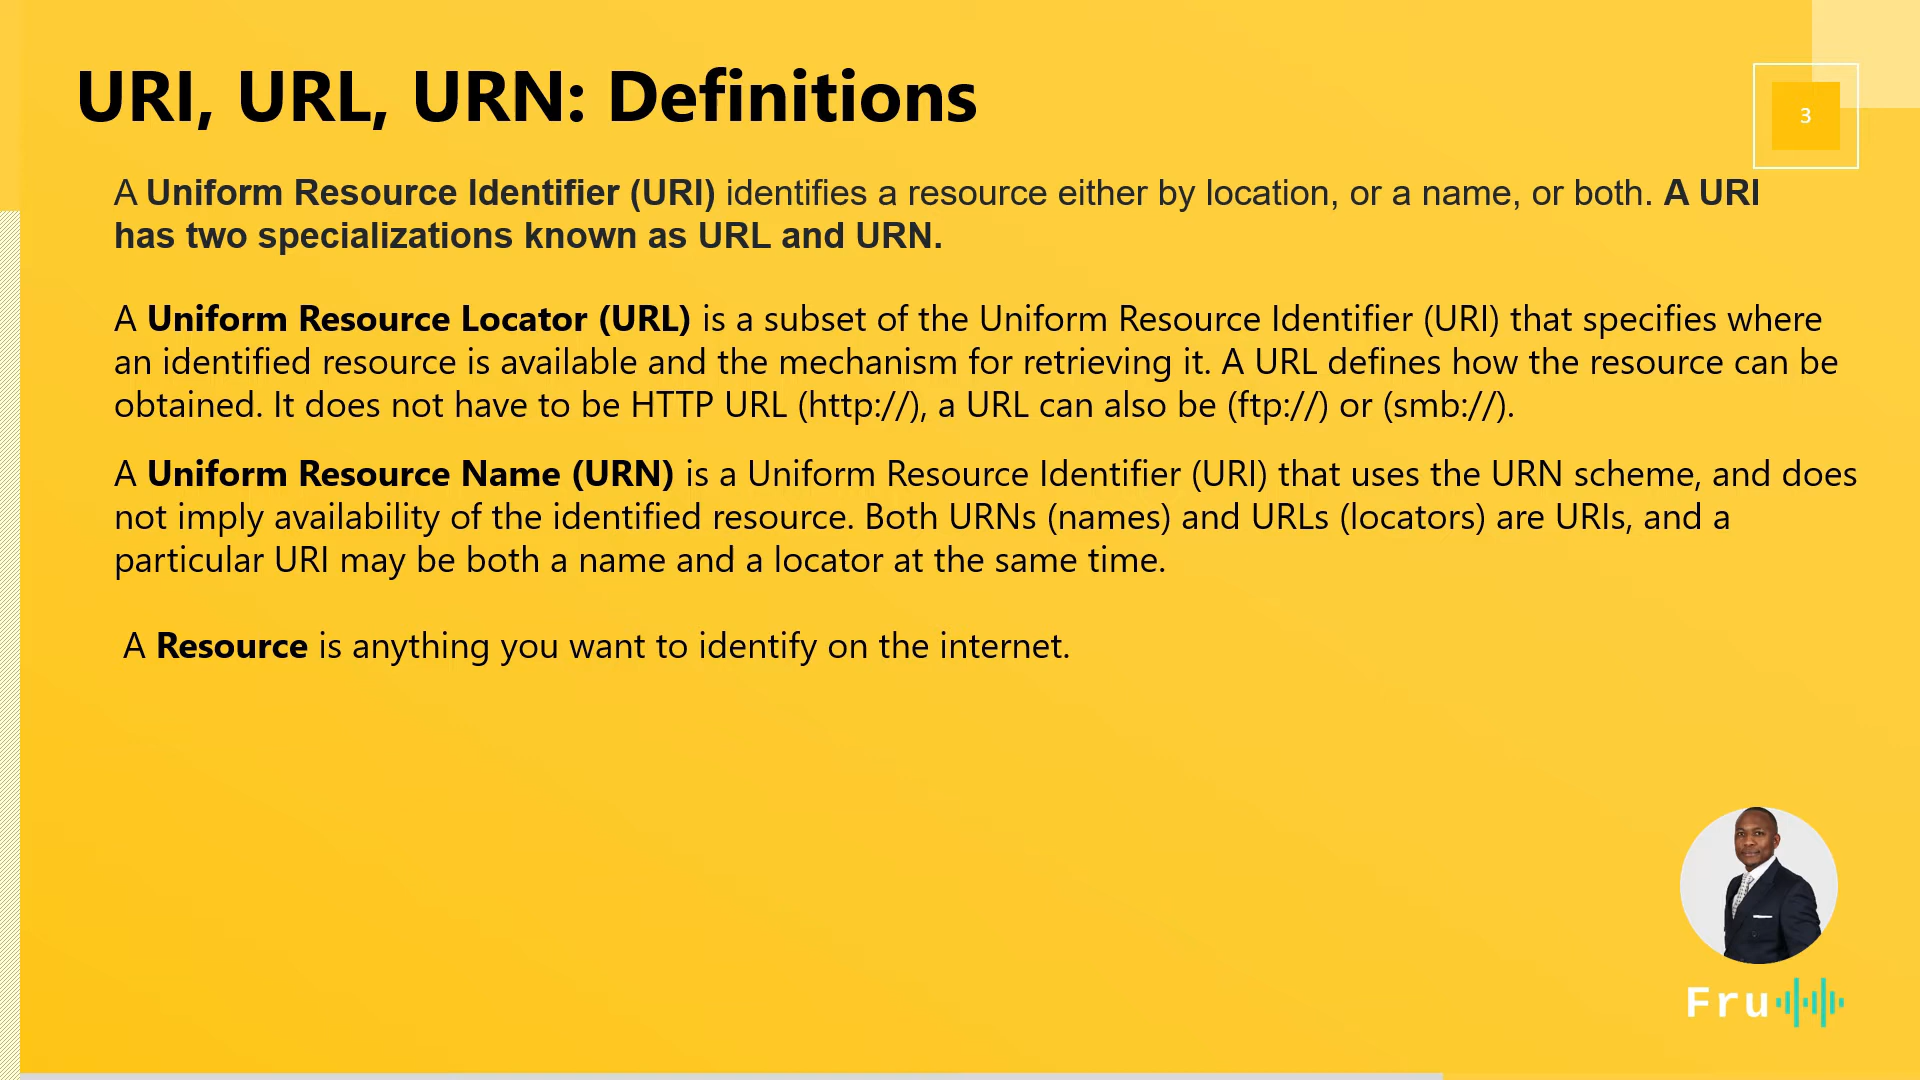 URI, URL, URN: Definitions
3
A Uniform Resource Identifier (URI) identifies a resource either by location, or a name, or both. A URI
has two specializations known as URL and URN.
A Uniform Resource Locator (URL) is a subset of the Uniform Resource Identifier (URI) that specifies where
an identified resource is available and the mechanism for retrieving it. A URL defines how the resource can be
obtained. It does not have to be HTTP URL (http://), a URL can also be (ftp://) or (smb://).
A Uniform Resource Name (URN) is a Uniform Resource Identifier (URI) that uses the URN scheme, and does
not imply availability of the identified resource. Both URNs (names) and URLs (locators) are URIs, and a
particular URI may be both a name and a locator at the same time.
A Resource is anything you want to identify on the internet.
Fru